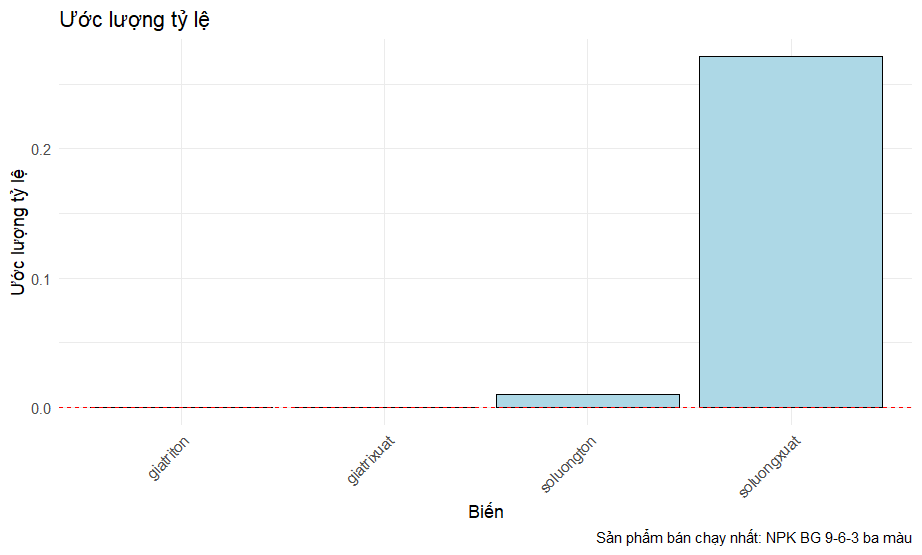 Ước lượng tỷ lệ
Ước lượng tỷ lệ
0.2
0.1
0.0
giatriton
giatrixuat
soluongton
soluongxuat
Biến
Sản phẩm bán chạy nhất: NPK BG 9-6-3 ba màu